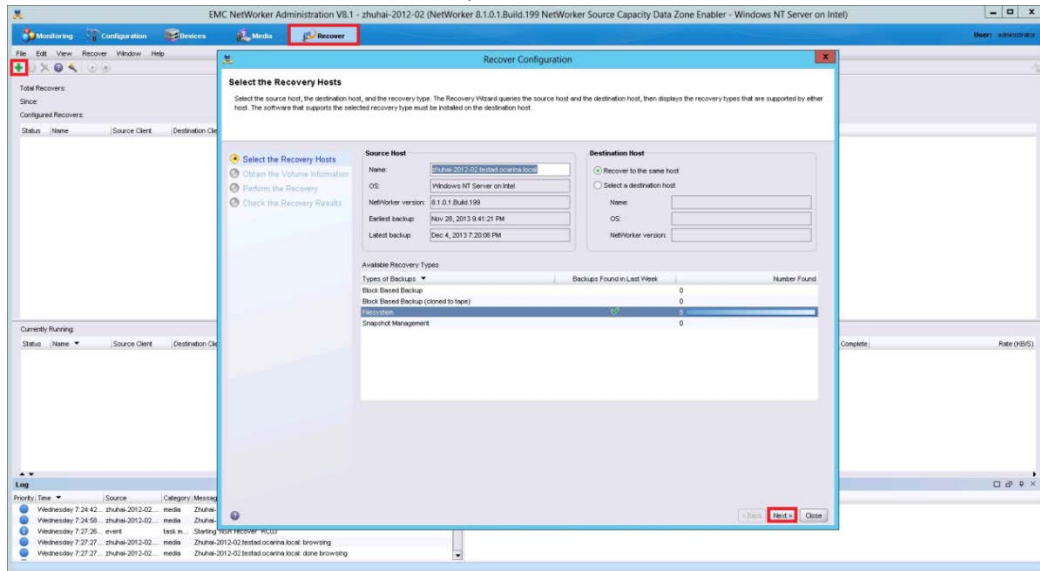 EMC NetWorker Administration V8.1 - zhuhai-2012-02 (NetWorker 8.1.0.1.Build.199 NetWorker Source Capacity Data Zone Enabler - Windows NT Server on Intel)
Monitoring Configuration Devices Media Recover User: administrator
File Edit View Recover Window Help
Total Recovers:
Since:
Configured Recovers:
Status Name Source Client Destination Clie
Recover Configuration
Select the Recovery Hosts
Select the source host, the destination host, and the recovery type. The Recovery Wizard queries the source host and the destination host, then displays the recovery types that are supported by either
host. The software that supports the selected recovery type must be installed on the destination host.
Select the Recovery Hosts
Obtain the Volume Information
Perform the Recovery
Check the Recovery Results
Source Host
Name: zhuhai-2012-02.testad.ocarina.local
OS: Windows NT Server on Intel
NetWorker version: 8.1.0.1.Build.199
Earliest backup: Nov 28, 2013 9:41:21 PM
Latest backup: Dec 4, 2013 7:20:06 PM
Destination Host
Recover to the same host
Select a destination host
Name:
OS:
NetWorker version:
Available Recovery Types
Types of Backups Backups Found in Last Week Number Found
Block Based Backup 0
Block Based Backup (cloned to tape) 0
Filesystem 5
Snapshot Management 0
< Back Next > Close
Currently Running:
Status Name Source Client Destination Clie Complete Rate (KB/S)
Log
Priority Time Source Category Messag
Wednesday 7:24:42... zhuhai-2012-02... media Zhuhai-
Wednesday 7:24:58... zhuhai-2012-02... media Zhuhai-
Wednesday 7:27:26... event task m... Starting
Wednesday 7:27:27... zhuhai-2012-02... media Zhuhai-2012-02.testad.ocarina.local: browsing
Wednesday 7:27:27... zhuhai-2012-02... media Zhuhai-2012-02.testad.ocarina.local: done browsing